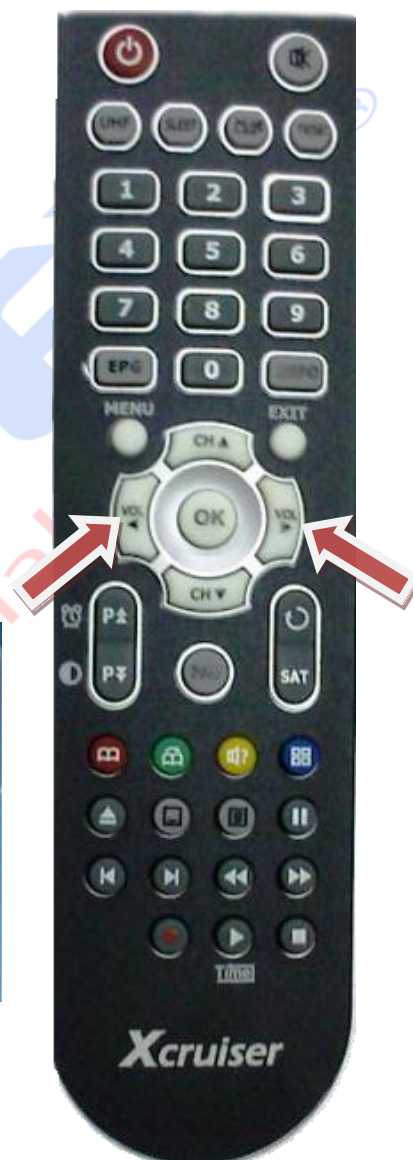 UHF SLEEP
1 2 3
4 5 6
7 8 9
EPG 0
MENU EXIT
CH ▲
VOL ◄ OK VOL ►
CH ▼
P
P SAT
Time
Xcruiser